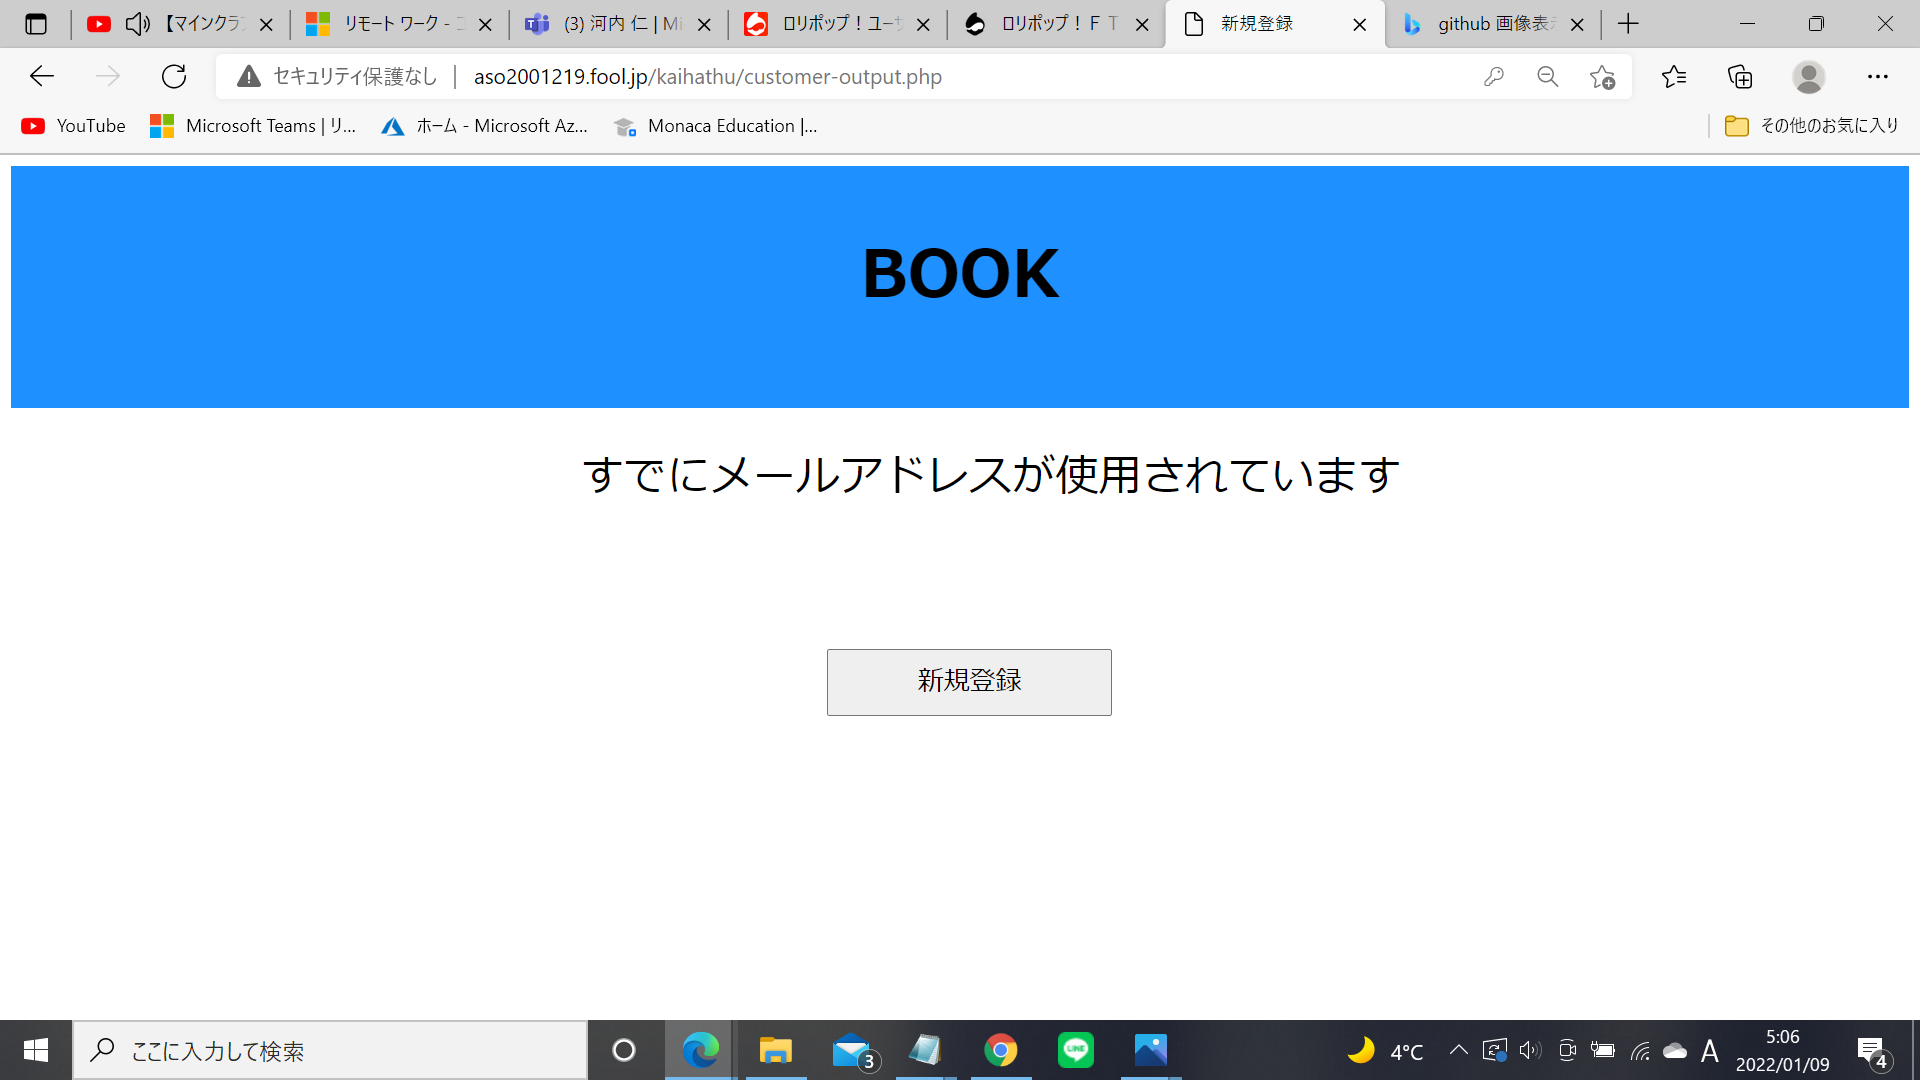 【マインクラ
リモート ワーク - コ
(3) 河内 仁 | Mi
ロリポップ！ユーサ
ロリポップ！ＦＴ
新規登録
github 画像表示
セキュリティ保護なし | aso2001219.fool.jp/kaihathu/customer-output.php
YouTube
Microsoft Teams | リ...
ホーム - Microsoft Az...
Monaca Education |...
その他のお気に入り
BOOK
すでにメールアドレスが使用されています
新規登録
ここに入力して検索
3
LINE
4°C
A
5:06
2022/01/09
4